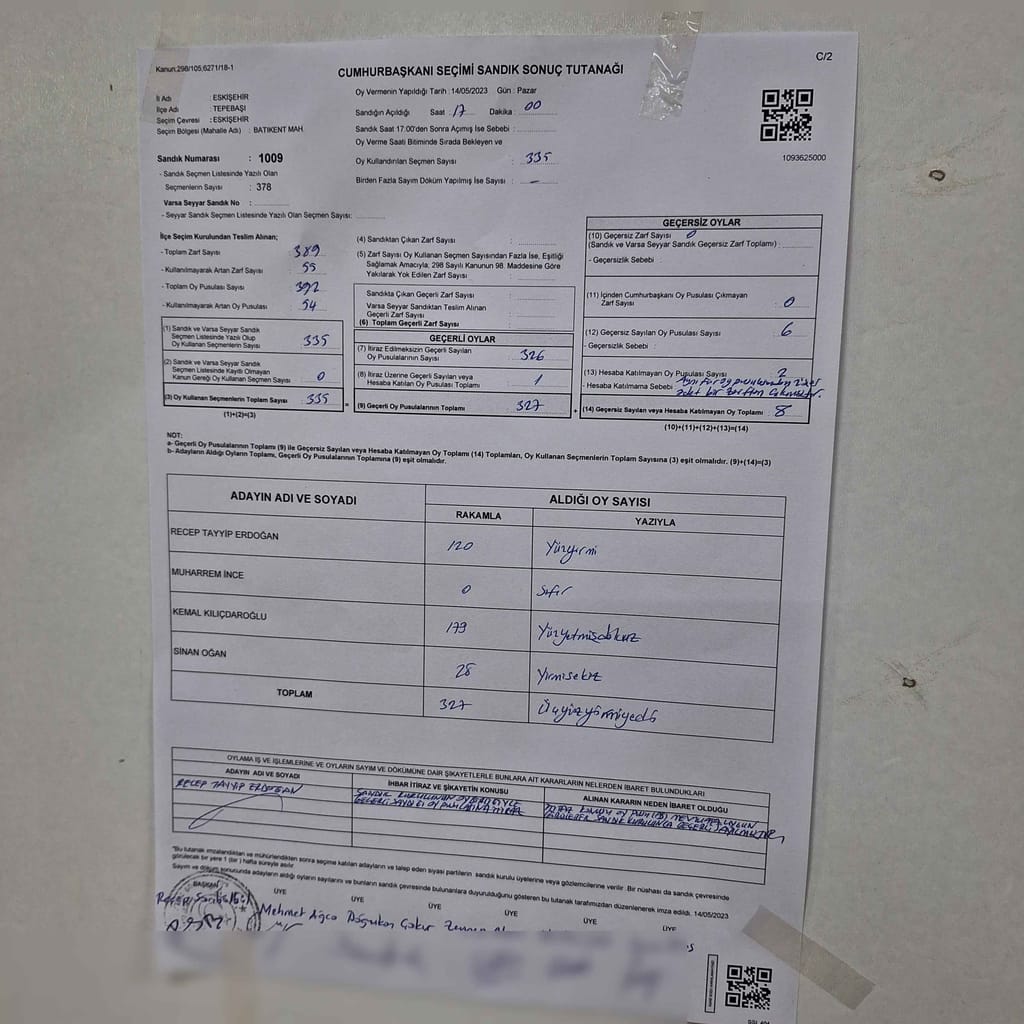 Kanun:298/105,6271/18-1
C/2
CUMHURBAŞKANI SEÇİMİ SANDIK SONUÇ TUTANAĞI
İl Adı : ESKİŞEHİR
İlçe Adı : TEPEBAŞI
Seçim Çevresi : ESKİŞEHİR
Seçim Bölgesi (Mahalle Adı) : BATIKENT MAH.
Oy Vermenin Yapıldığı Tarih : 14/05/2023 Gün : Pazar
Sandığın Açıldığı Saat : 17 Dakika : 00
Sandık Saat 17:00'den Sonra Açımış İse Sebebi :
Oy Verme Saati Bitiminde Sırada Bekleyen ve
Oy Kullandırılan Seçmen Sayısı : 335
Birden Fazla Sayım Döküm Yapılmış İse Sayısı : -
1093625000
Sandık Numarası : 1009
- Sandık Seçmen Listesinde Yazılı Olan
Seçmenlerin Sayısı : 378
Varsa Seyyar Sandık No :
- Seyyar Sandık Seçmen Listesinde Yazılı Olan Seçmen Sayısı:
İlçe Seçim Kurulundan Teslim Alınan;
- Toplam Zarf Sayısı : 389
- Kullanılmayarak Artan Zarf Sayısı : 55
- Toplam Oy Pusulası Sayısı : 392
- Kullanılmayarak Artan Oy Pusulası : 54
(1) Sandık ve Varsa Seyyar Sandık
Seçmen Listesinde Yazılı Olup
Oy Kullanan Seçmenlerin Sayısı : 335
(2) Sandık ve Varsa Seyyar Sandık
Seçmen Listesinde Kayıtlı Olmayan
Kanun Gereği Oy Kullanan Seçmen Sayısı : 0
(3) Oy Kullanan Seçmenlerin Toplam Sayısı : 335
(1)+(2)=(3)
(4) Sandıktan Çıkan Zarf Sayısı :
(5) Zarf Sayısı Oy Kullanan Seçmen Sayısından Fazla İse, Eşitliği
Sağlamak Amacıyla, 298 Sayılı Kanunun 98. Maddesine Göre
Yakılarak Yok Edilen Zarf Sayısı :
Sandıkta Çıkan Geçerli Zarf Sayısı :
Varsa Seyyar Sandıktan Teslim Alınan
Geçerli Zarf Sayısı :
(6) Toplam Geçerli Zarf Sayısı :
GEÇERLİ OYLAR
(7) İtiraz Edilmeksizin Geçerli Sayılan
Oy Pusulalarının Sayısı : 326
(8) İtiraz Üzerine Geçerli Sayılan veya
Hesaba Katılan Oy Pusulası Toplamı : 1
= (9) Geçerli Oy Pusulalarının Toplamı : 327 +
GEÇERSİZ OYLAR
(10) Geçersiz Zarf Sayısı 0
(Sandık ve Varsa Seyyar Sandık Geçersiz Zarf Toplamı) :
- Geçersizlik Sebebi :
(11) İçinden Cumhurbaşkanı Oy Pusulası Çıkmayan
Zarf Sayısı : 0
(12) Geçersiz Sayılan Oy Pusulası Sayısı : 6
- Geçersizlik Sebebi :
(13) Hesaba Katılmayan Oy Pusulası Sayısı : 2
- Hesaba Katılmama Sebebi : Aynı tür oy pusulasından 2 (iki)
adet bir zarftan çıkmıştır.
(14) Geçersiz Sayılan veya Hesaba Katılmayan Oy Toplamı : 8
(10)+(11)+(12)+(13)=(14)
NOT:
a- Geçerli Oy Pusulalarının Toplamı (9) ile Geçersiz Sayılan veya Hesaba Katılmayan Oy Toplamı (14) Toplamları, Oy Kullanan Seçmenlerin Toplam Sayısına (3) eşit olmalıdır. (9)+(14)=(3)
b- Adayların Aldığı Oyların Toplamı, Geçerli Oy Pusulalarının Toplamına (9) eşit olmalıdır.
ADAYIN ADI VE SOYADI
ALDIĞI OY SAYISI
RAKAMLA YAZIYLA
RECEP TAYYİP ERDOĞAN 120 Yüzyirmi
MUHARREM İNCE 0 Sıfır
KEMAL KILIÇDAROĞLU 179 Yüzyetmişdokuz
SİNAN OĞAN 28 Yirmisekiz
TOPLAM 327 Üçyüzyirmiyedi
OYLAMA İŞ VE İŞLEMLERİNE VE OYLARIN SAYIM VE DÖKÜMÜNE DAİR ŞİKAYETLERLE BUNLARA AİT KARARLARIN NELERDEN İBARET BULUNDUKLARI
ADAYIN ADI VE SOYADI İHBAR İTİRAZ VE ŞİKAYETİN KONUSU ALINAN KARARIN NEDEN İBARET OLDUĞU
RECEP TAYYİP ERDOĞAN
SANDIK KURULUNUN OYBİRLİĞİYLE
GEÇERLİ SAYDIĞI OY PUSULASINA İTİRAZ
"Bu tutanak imzalandıktan ve mühürlendikten sonra seçime katılan adayların ve talep eden siyasi partilerin sandık kurulu üyelerine veya gözlemcilerine verilir. Bir nüshası da sandık çevresinde
görülecek bir yere 1 (bir) hafta süreyle asılır.
Sayım ve döküm sonucunda adayların aldığı oyların sayılarını ve bunların sandık çevresinde bulunanlara duyurulduğunu gösteren bu tutanak tarafımızdan düzenlenerek imza edildi. 14/05/2023
BAŞKAN ÜYE ÜYE ÜYE ÜYE ÜYE ÜYE
Mehmet Ağca Doğukan Çakır